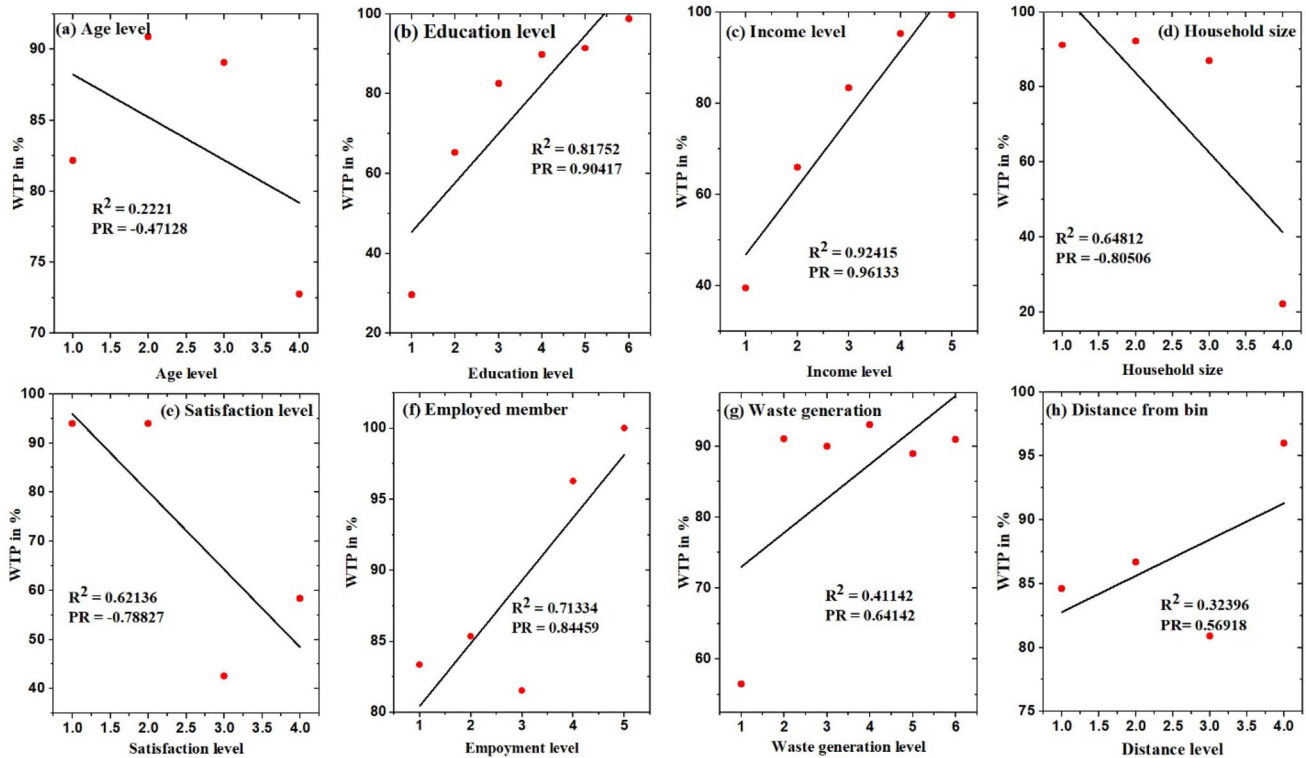 (a) Age level
WTP in %
90
85
80
75
70
R2 = 0.2221
PR = -0.47128
1.0 1.5 2.0 2.5 3.0 3.5 4.0
Age level
(b) Education level
WTP in %
100
80
60
40
20
R2 = 0.81752
PR = 0.90417
1 2 3 4 5 6
Education level
(c) Income level
WTP in %
100
80
60
40
R2 = 0.92415
PR = 0.96133
1 2 3 4 5
Income level
(d) Household size
WTP in %
100
80
60
40
20
R2 = 0.64812
PR = -0.80506
1.0 1.5 2.0 2.5 3.0 3.5 4.0
Household size
(e) Satisfaction level
WTP in %
100
90
80
70
60
50
40
R2 = 0.62136
PR = -0.78827
1.0 1.5 2.0 2.5 3.0 3.5 4.0
Satisfaction level
(f) Employed member
WTP in %
100
95
90
85
80
R2 = 0.71334
PR = 0.84459
1 2 3 4 5
Empoyment level
(g) Waste generation
WTP in %
90
80
70
60
R2 = 0.41142
PR = 0.64142
1 2 3 4 5 6
Waste generation level
(h) Distance from bin
WTP in %
100
95
90
85
80
75
R2 = 0.32396
PR= 0.56918
1.0 1.5 2.0 2.5 3.0 3.5 4.0
Distance level